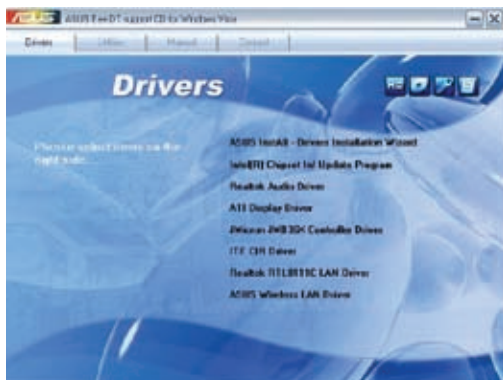 ASUS
ASUS Eee DT support CD for Windows Vista
Drivers Utilities Manual Contact
Drivers
Please select items on the
right side...
ASUS InstAll - Drivers Installation Wizard
Intel(R) Chipset Inf Update Program
Realtek Audio Driver
ATI Display Driver
JMicron Controller Driver
ITE CIR Driver
Realtek RTL8111C LAN Driver
ASUS Wireless LAN Driver